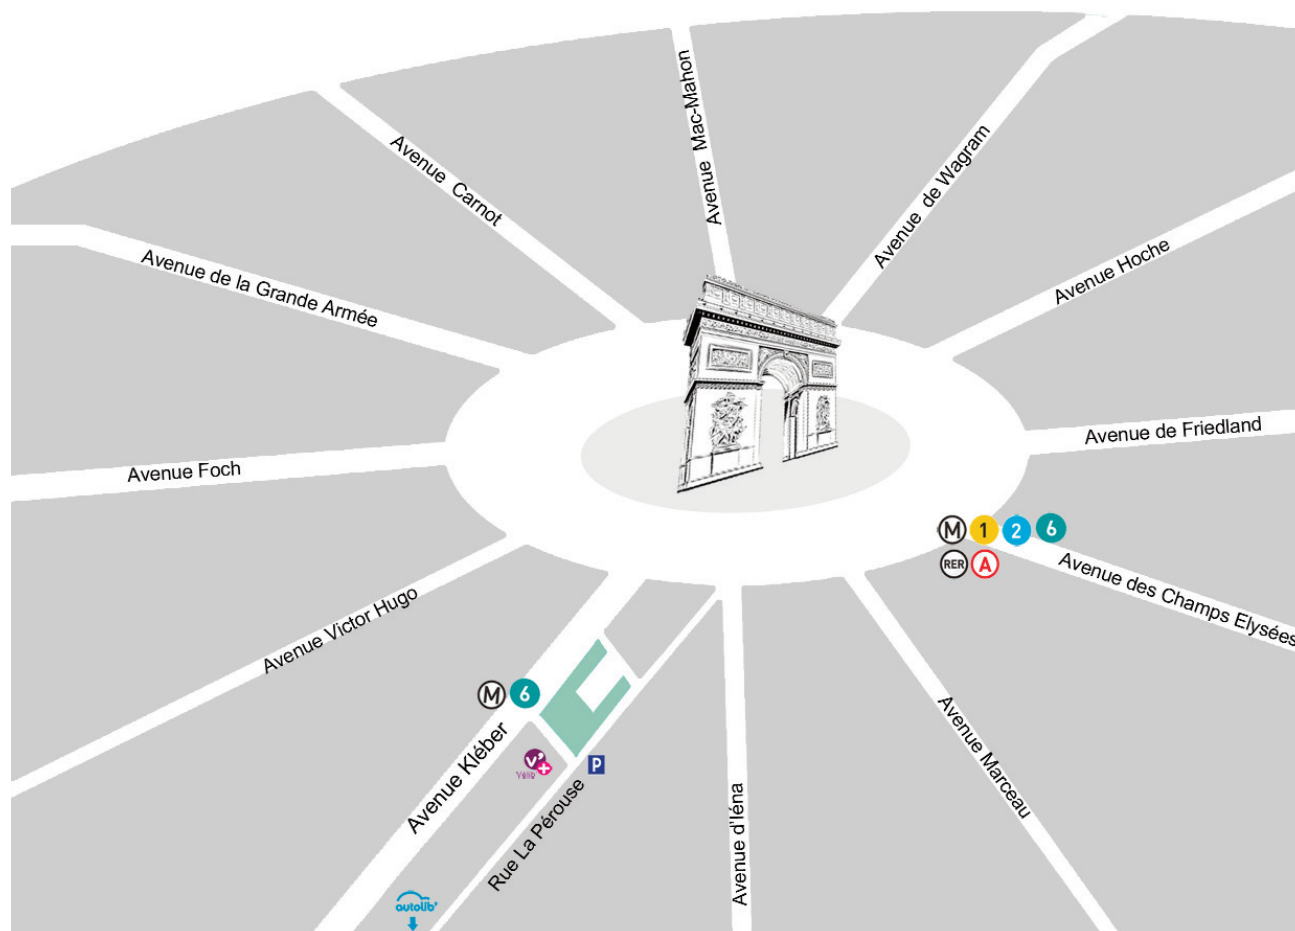 Avenue Mac-Mahon
Avenue de Wagram
Avenue Carnot
Avenue Hoche
Avenue de la Grande Armée
Avenue de Friedland
Avenue Foch
M 1 2 6
RER A
Avenue des Champs Elysées
Avenue Victor Hugo
M 6
Avenue Kléber
V'
+
P
Rue La Pérouse
Avenue d'Iéna
Avenue Marceau
autolib'